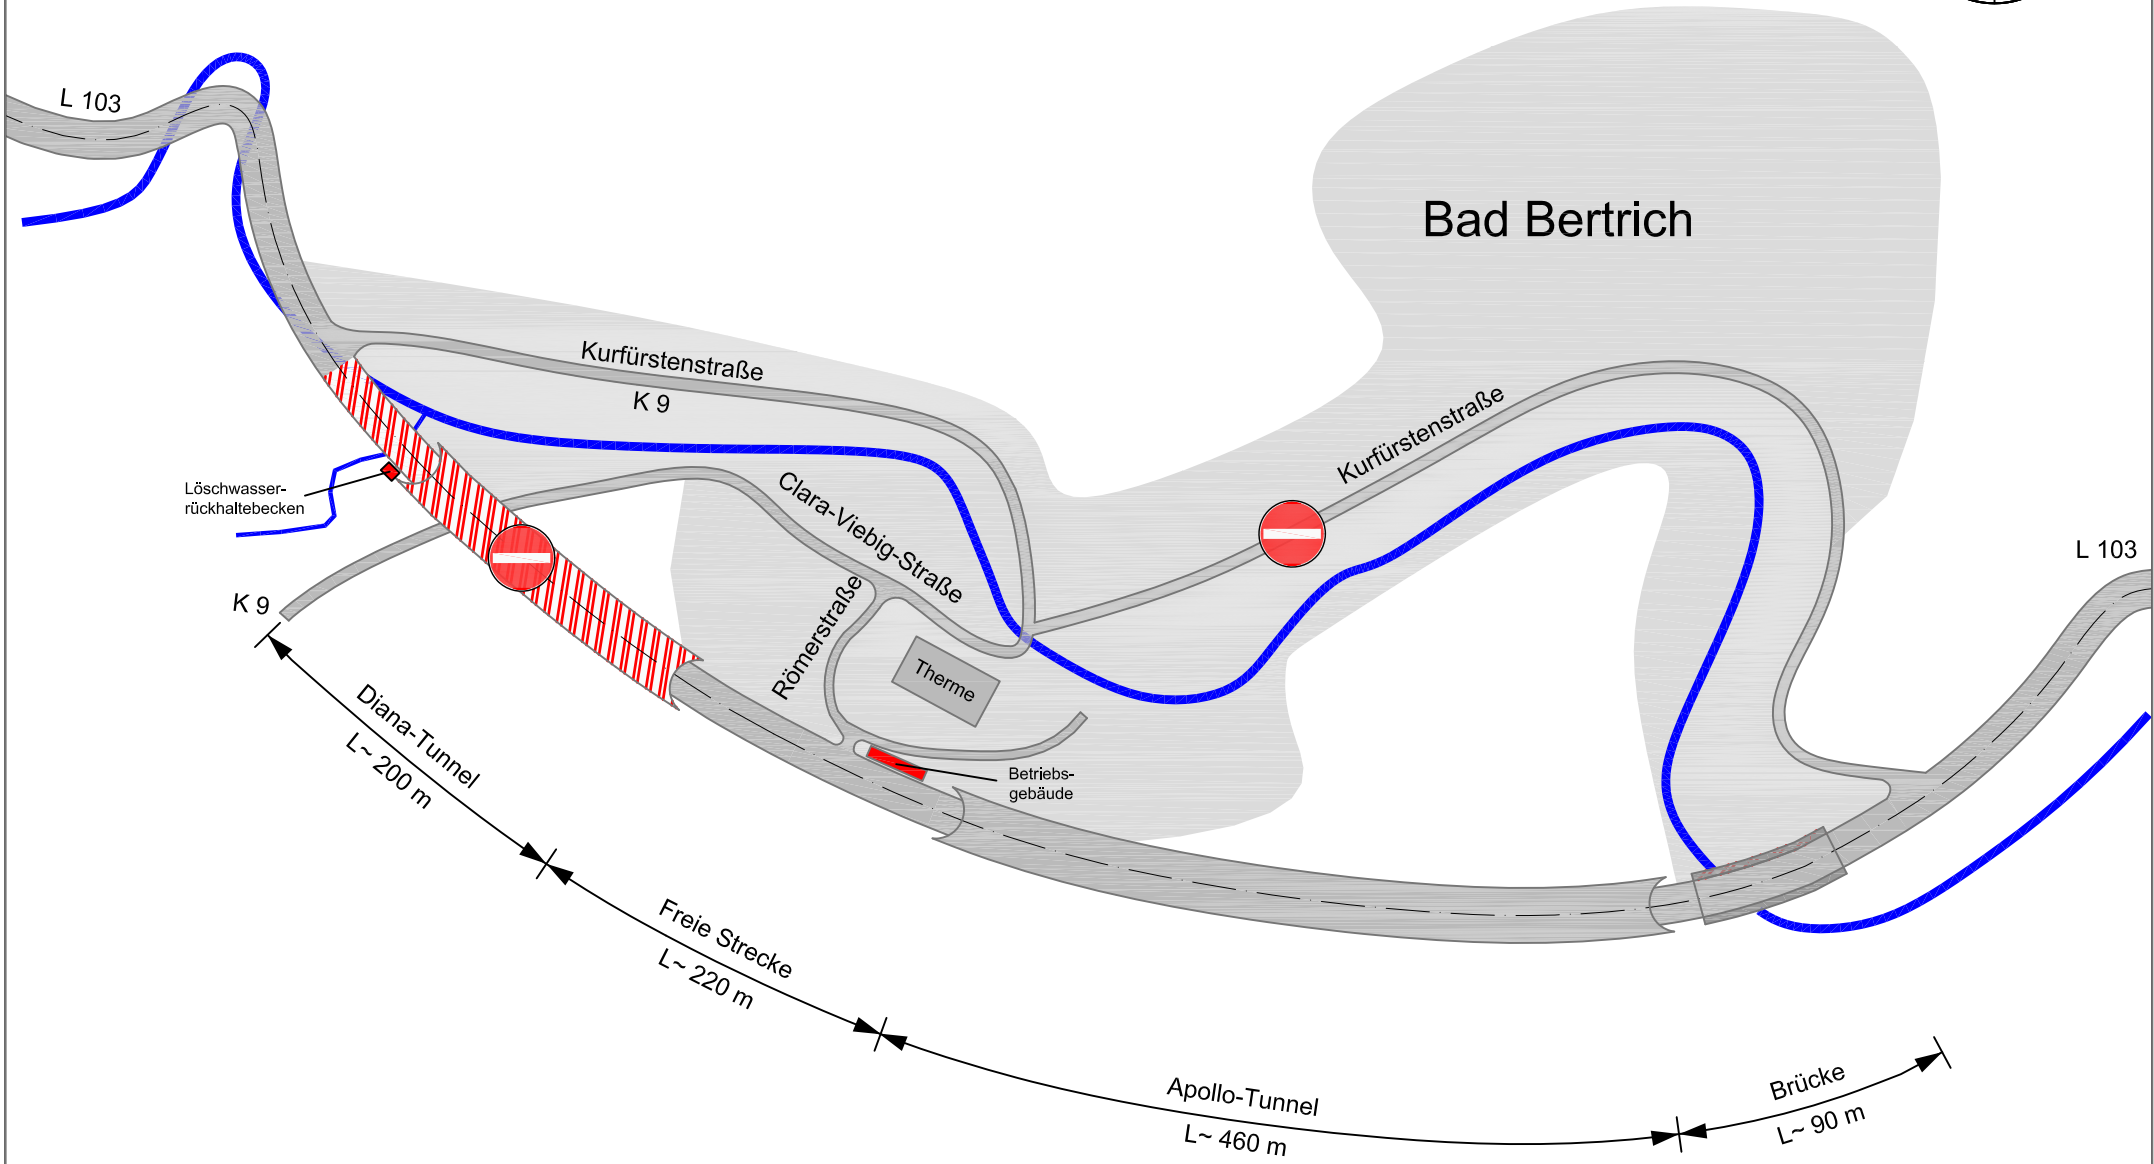 L 103
Bad Bertrich
Kurfürstenstraße
K 9
Kurfürstenstraße
Clara-Viebig-Straße
Löschwasser-
rückhaltebecken
L 103
K 9
Römerstraße
Therme
Betriebs-
gebäude
Diana-Tunnel
L~ 200 m
Freie Strecke
L~ 220 m
Apollo-Tunnel
L~ 460 m
Brücke
L~ 90 m